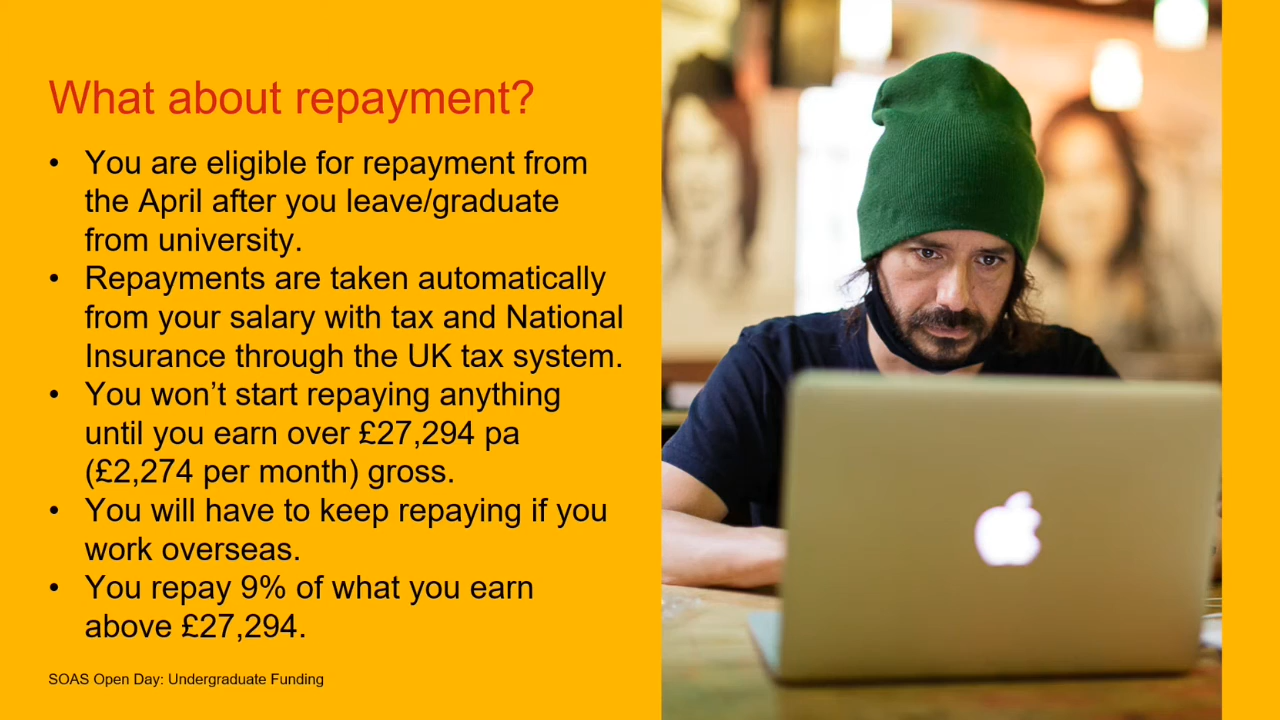 What about repayment?
• You are eligible for repayment from
the April after you leave/graduate
from university.
• Repayments are taken automatically
from your salary with tax and National
Insurance through the UK tax system.
• You won’t start repaying anything
until you earn over £27,294 pa
(£2,274 per month) gross.
• You will have to keep repaying if you
work overseas.
• You repay 9% of what you earn
above £27,294.
SOAS Open Day: Undergraduate Funding